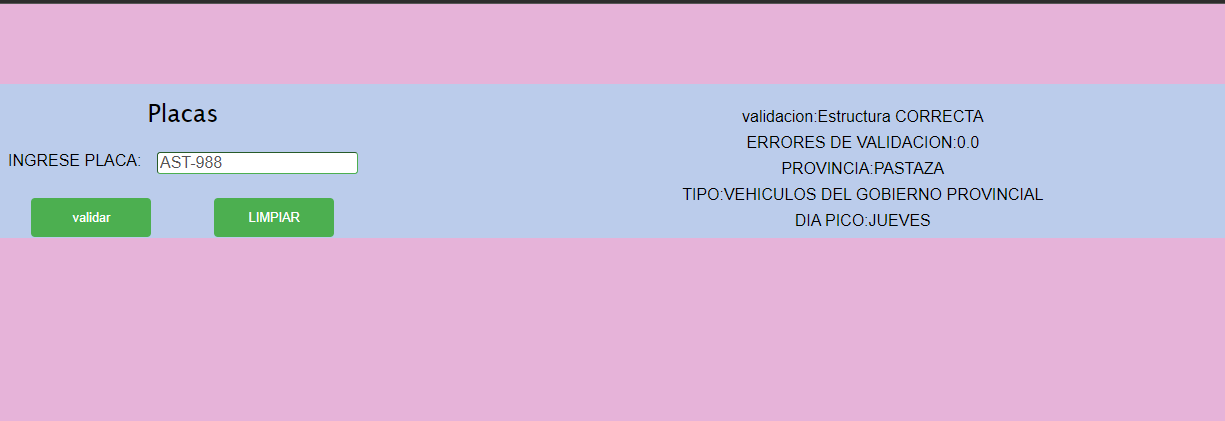 Placas
INGRESE PLACA: AST-988
validar LIMPIAR
validacion:Estructura CORRECTA
ERRORES DE VALIDACION:0.0
PROVINCIA:PASTAZA
TIPO:VEHICULOS DEL GOBIERNO PROVINCIAL
DIA PICO:JUEVES